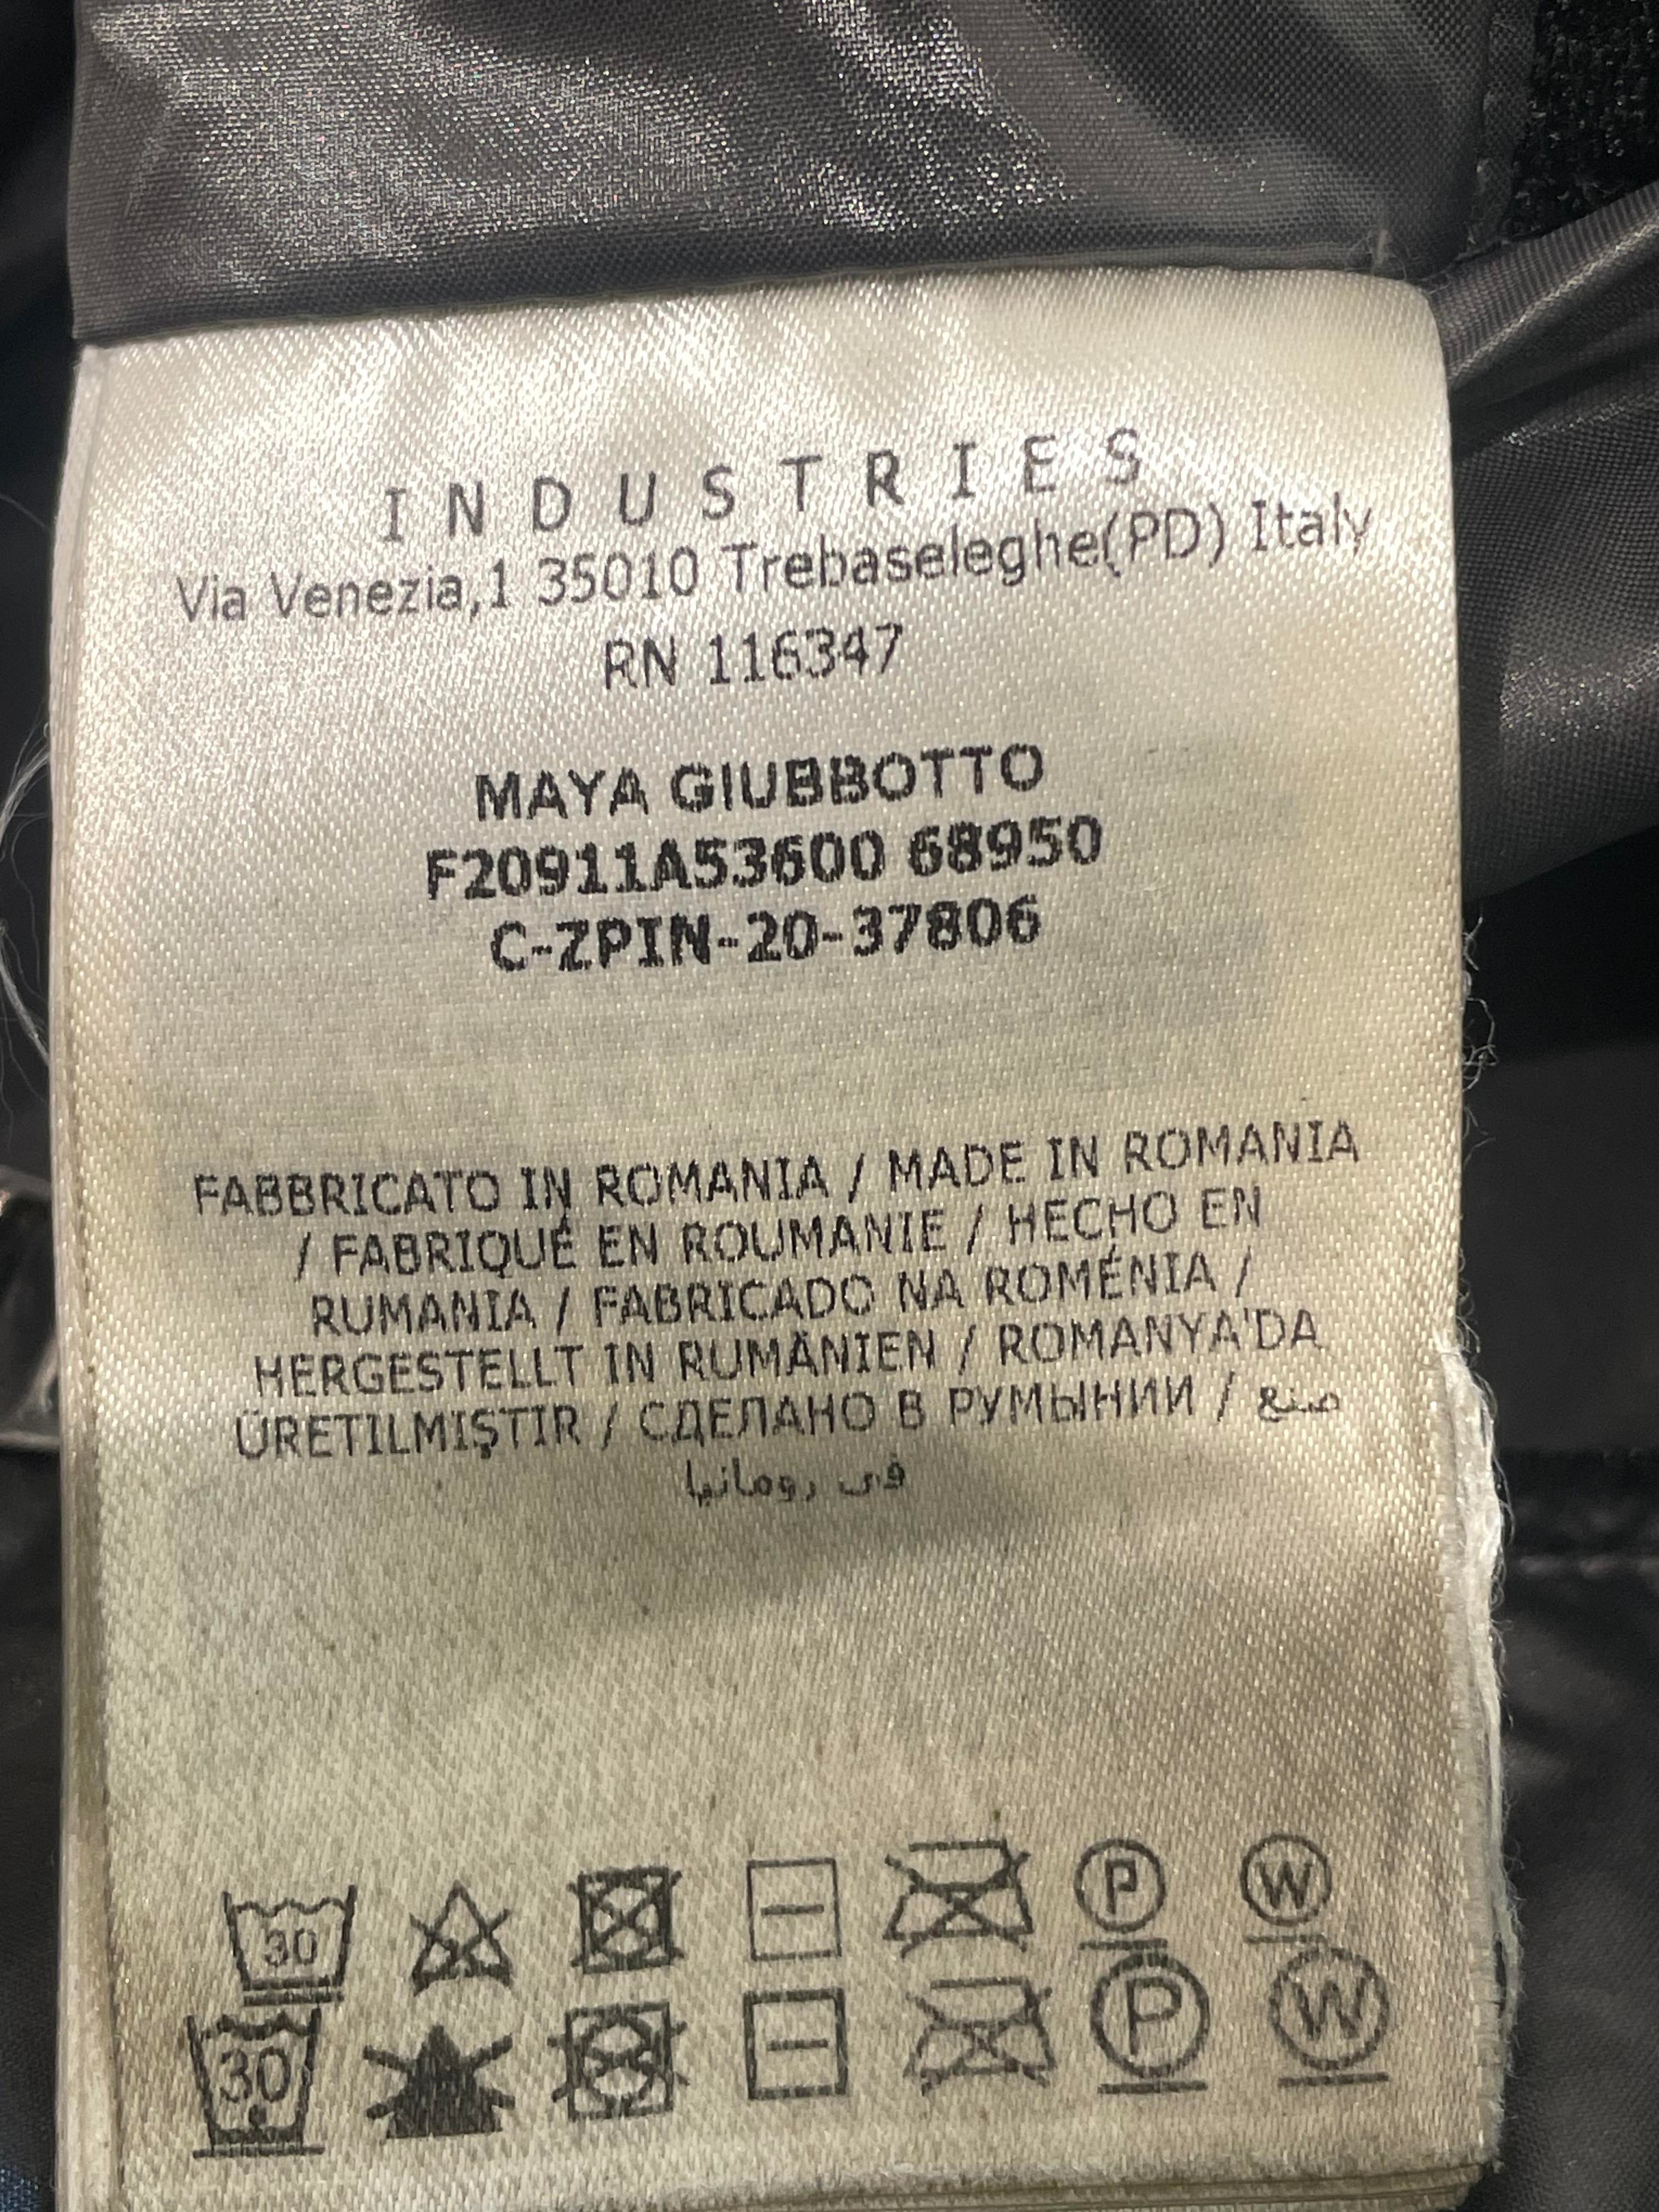 INDUSTRIES
Via Venezia,1 35010 Trebaseleghe(PD) Italy
RN 116347
MAYA GIUBBOTTO
F20911A53600 68950
C-ZPIN-20-37806
FABBRICATO IN ROMANIA / MADE IN ROMANIA
/ FABRIQUÉ EN ROUMANIE / HECHO EN
RUMANIA / FABRICADO NA ROMÉNIA /
HERGESTELLT IN RUMÄNIEN / ROMANYA'DA
ÜRETILMIŞTIR / СДЕЛАНО В РУМЫНИИ / صنع
في رومانيا
30 P W
30 P W